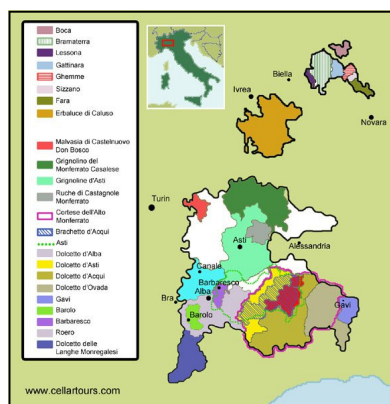 Boca
Bramaterra
Lessona
Gattinara
Ghemme
Sizzano
Fara
Erbaluce di Caluso
Malvasia di Castelnuovo
Don Bosco
Grignolino del
Monferrato Casalese
Grignolino d'Asti
Ruche di Castagnole
Monferrato
Cortese dell'Alto
Monferrato
Brachetto d'Acqui
Asti
Dolcetto d'Alba
Dolcetto d'Asti
Dolcetto d'Acqui
Dolcetto d'Ovada
Gavi
Barolo
Barbaresco
Roero
Dolcetto delle
Langhe Monregalesi
www.cellartours.com
Biella
Ivrea
Novara
Turin
Asti
Alessandria
Canale
Barbaresco
Alba
Bra
Barolo
Gavi